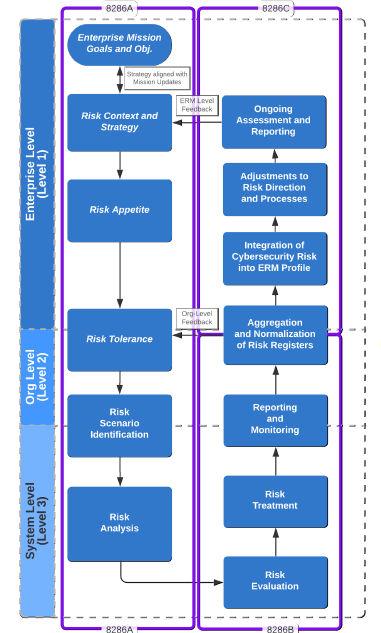 8286A
8286C
Enterprise Mission
Goals and Obj.
Strategy aligned with
Mission Updates
ERM Level
Feedback
Risk Context and
Strategy
Ongoing
Assessment and
Reporting
Enterprise Level
(Level 1)
Risk Appetite
Adjustments to
Risk Direction
and Processes
Integration of
Cybersecurity Risk
into ERM Profile
Org-Level
Feedback
Risk Tolerance
Aggregation
and Normalization
of Risk Registers
Org Level
(Level 2)
Risk
Scenario
Identification
Reporting
and
Monitoring
System Level
(Level 3)
Risk
Analysis
Risk
Treatment
Risk
Evaluation
8286A
8286B